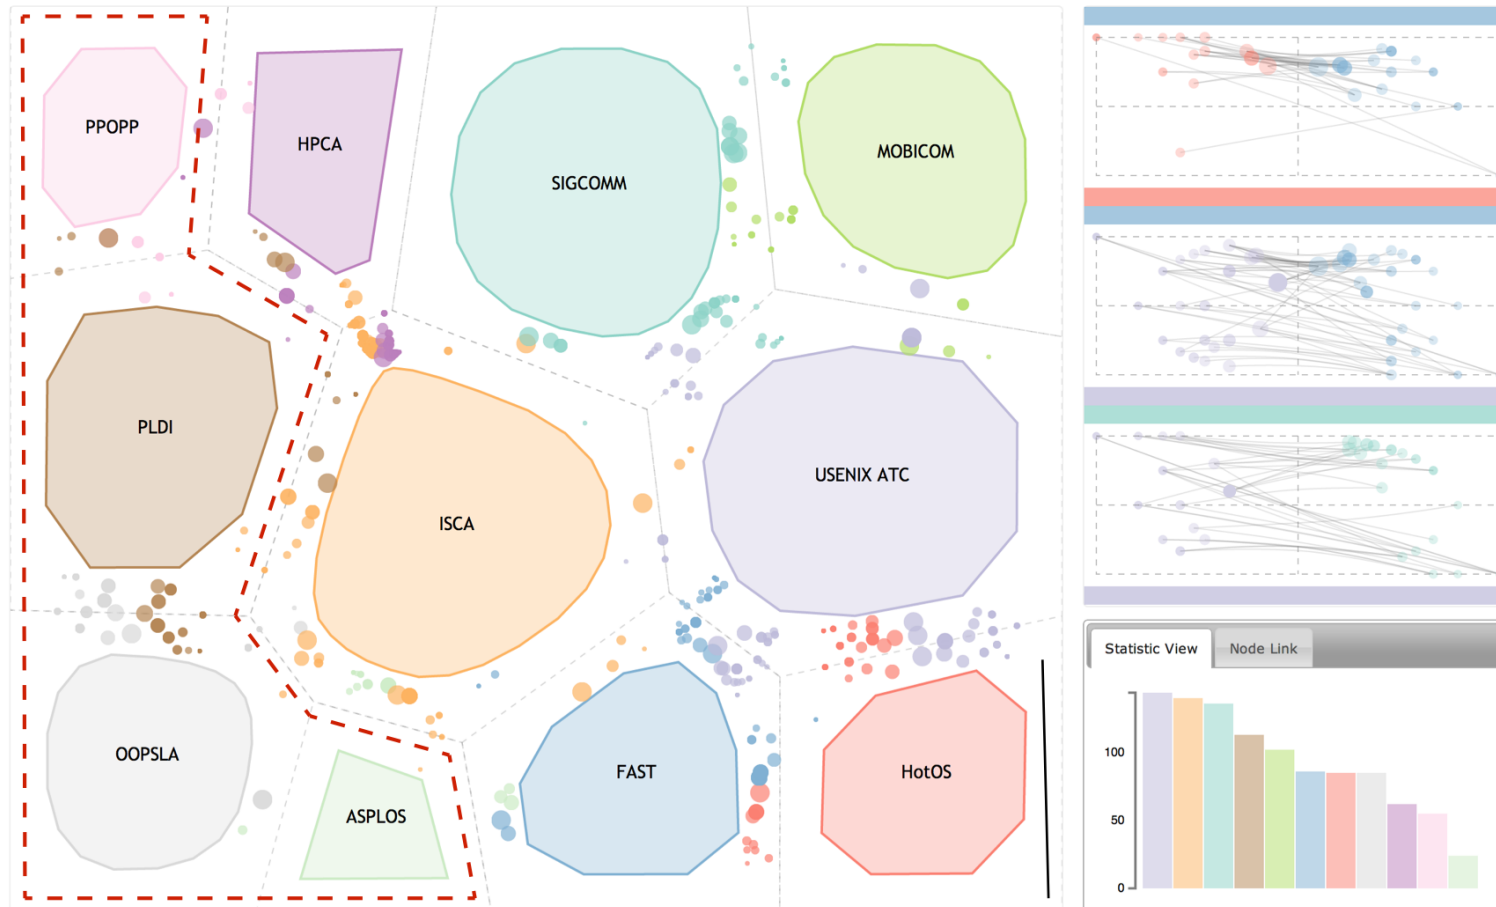 PPOPP
HPCA
SIGCOMM
MOBICOM
PLDI
ISCA
USENIX ATC
OOPSLA
ASPLOS
FAST
HotOS
Statistic View
Node Link
100
50
0